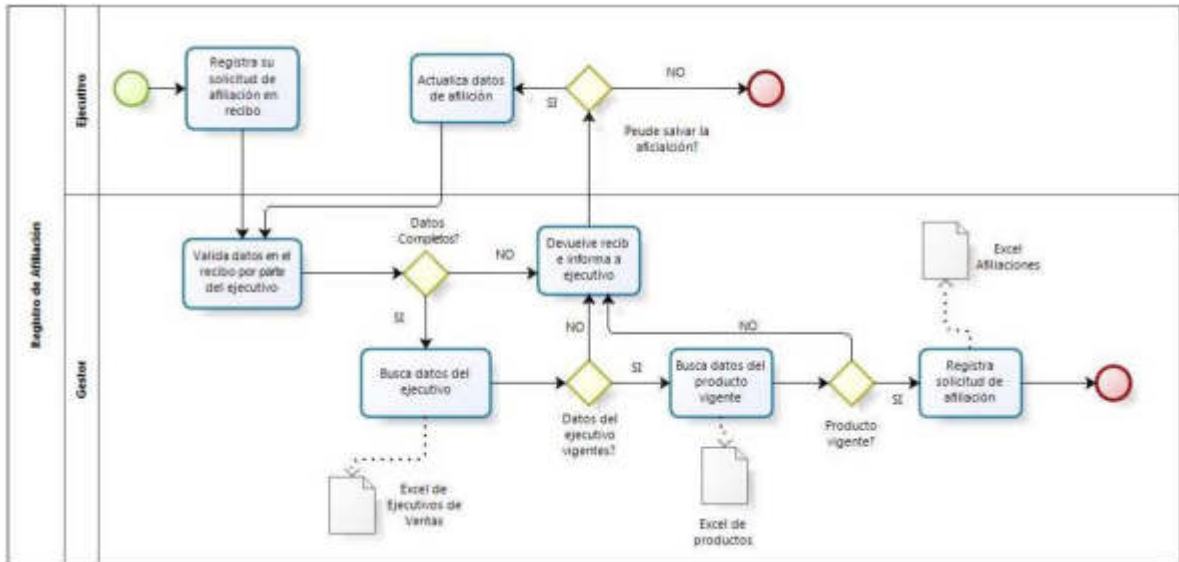 Registro de Afiliación
Ejecutivo
Registra su
solicitud de
afiliación en
recibo
Actualiza datos
de afilición
SI
NO
Peude salvar la
aficialción?
Gestor
Valida datos en el
recibo por parte
del ejecutivo
Datos
Completos?
NO
SI
Devuelve recib
e informa a
ejecutivo
Excel
Afiliaciones
Busca datos del
ejecutivo
NO
SI
Datos del
ejecutivo
vigentes?
Busca datos del
producto
vigente
NO
SI
Producto
vigente?
Registra
solicitud de
afiliación
Excel de
Ejecutivos de
Ventas
Excel de
productos